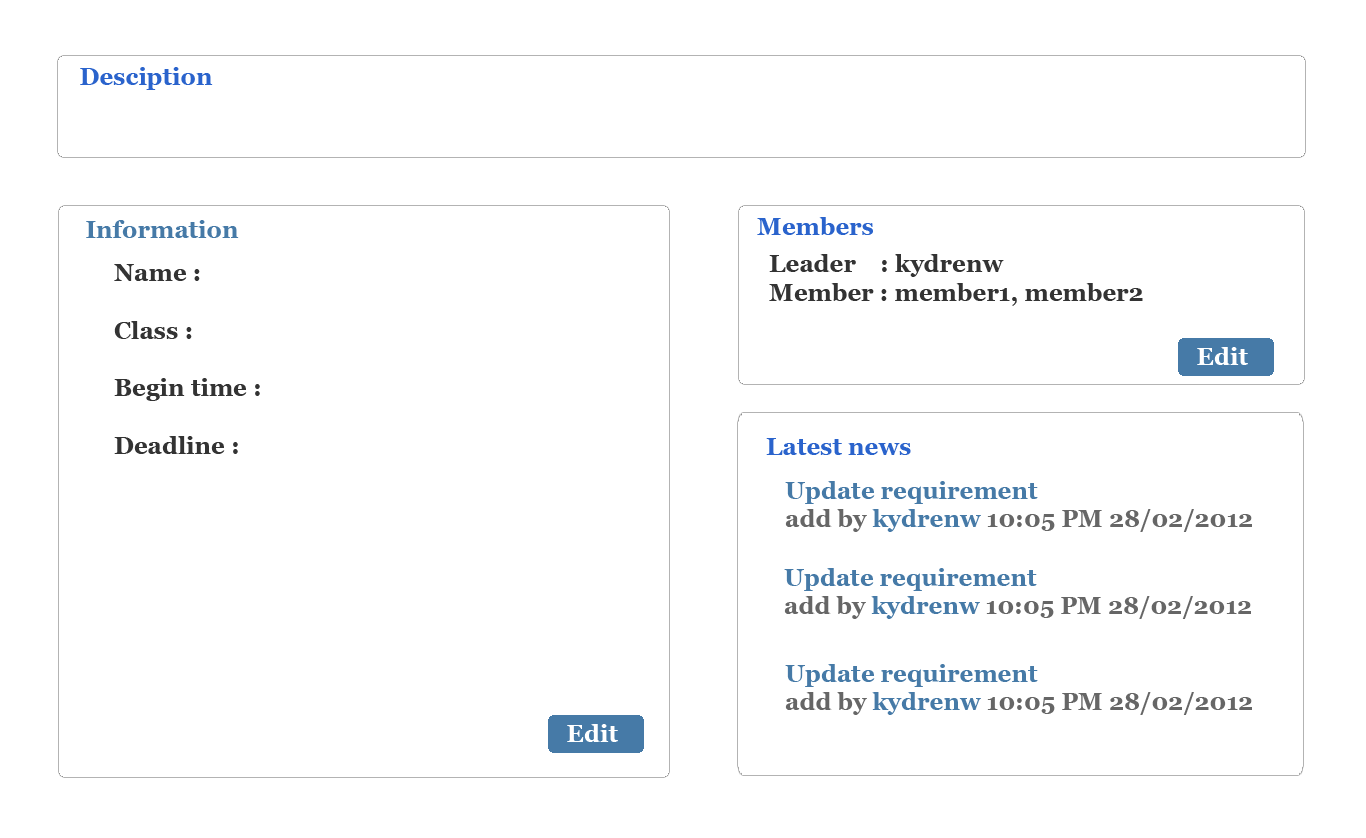 Desciption
Information
Name :
Class :
Begin time :
Deadline :
Edit
Members
Leader : kydrenw
Member : member1, member2
Edit
Latest news
Update requirement
add by kydrenw 10:05 PM 28/02/2012
Update requirement
add by kydrenw 10:05 PM 28/02/2012
Update requirement
add by kydrenw 10:05 PM 28/02/2012